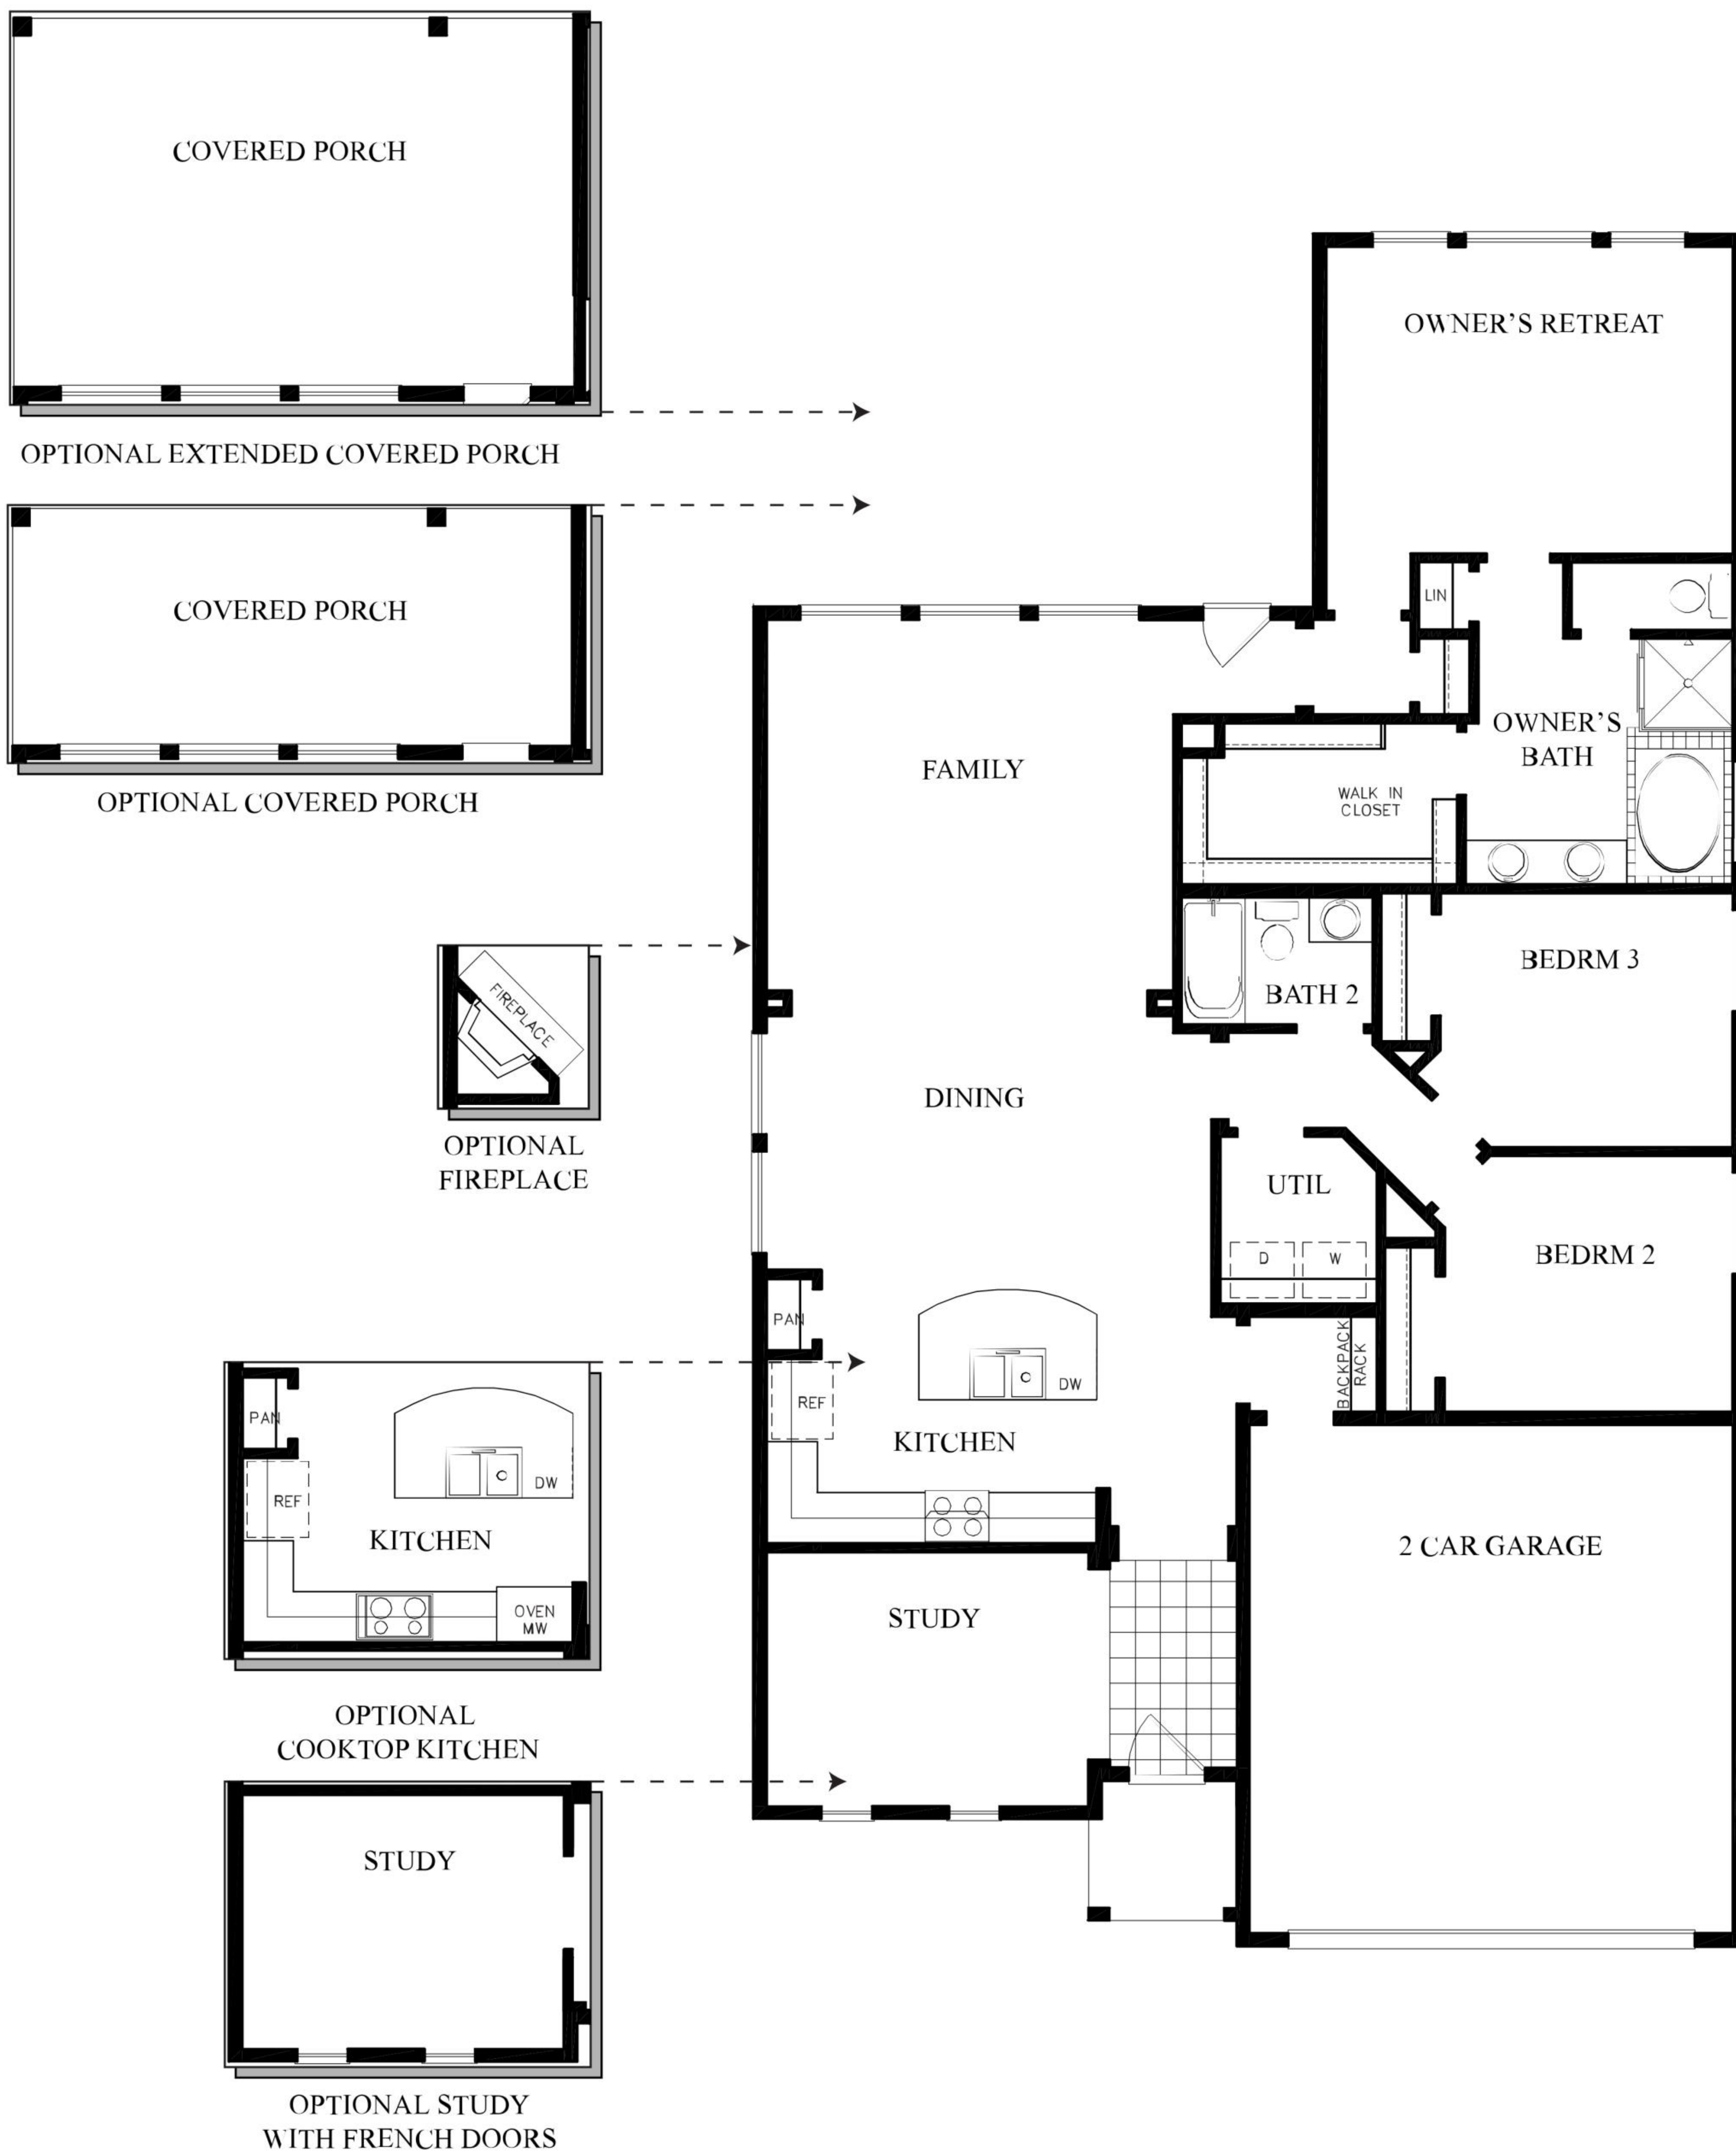 COVERED PORCH
OPTIONAL EXTENDED COVERED PORCH
COVERED PORCH
OPTIONAL COVERED PORCH
FIREPLACE
OPTIONAL
FIREPLACE
PAN
REF
DW
KITCHEN
OVEN
MW
OPTIONAL
COOKTOP KITCHEN
STUDY
OPTIONAL STUDY
WITH FRENCH DOORS
OWNER'S RETREAT
LIN
OWNER'S
BATH
FAMILY
WALK IN
CLOSET
BEDRM 3
BATH 2
DINING
UTIL
D
W
BEDRM 2
PAN
BACKPACK
RACK
REF
DW
KITCHEN
2 CAR GARAGE
STUDY